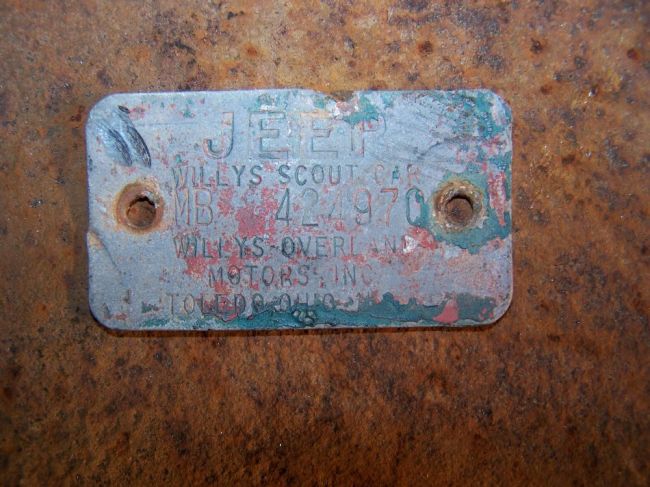 JEEP
WILLYS SCOUT CAR
MB 424970
WILLYS-OVERLAND
MOTORS, INC
TOLEDO, OHIO